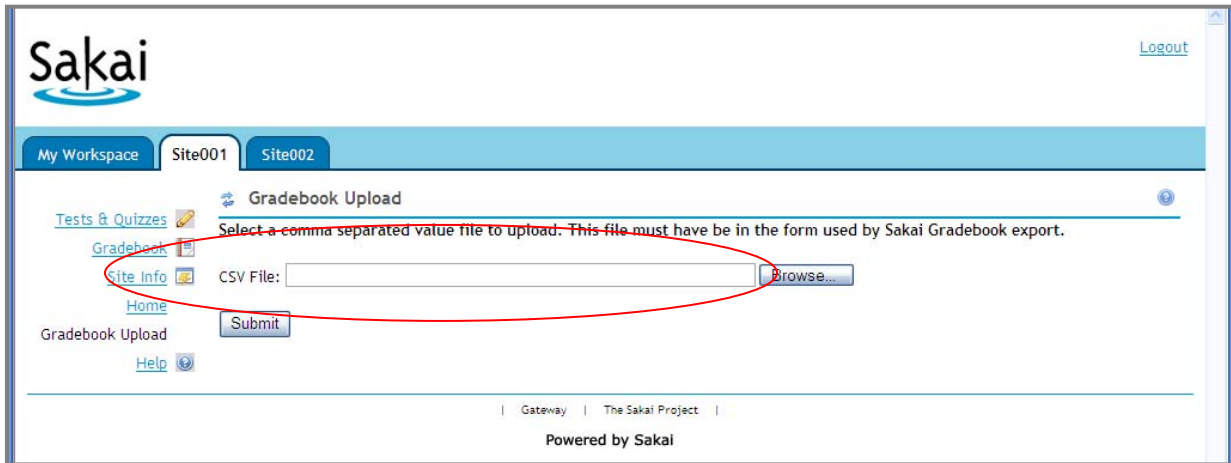 Sakai
Logout
My Workspace Site001 Site002
Gradebook Upload
Tests & Quizzes
Select a comma separated value file to upload. This file must have be in the form used by Sakai Gradebook export.
Gradebook
Site Info
CSV File: Browse...
Home
Submit
Gradebook Upload
Help
| Gateway | The Sakai Project |
Powered by Sakai